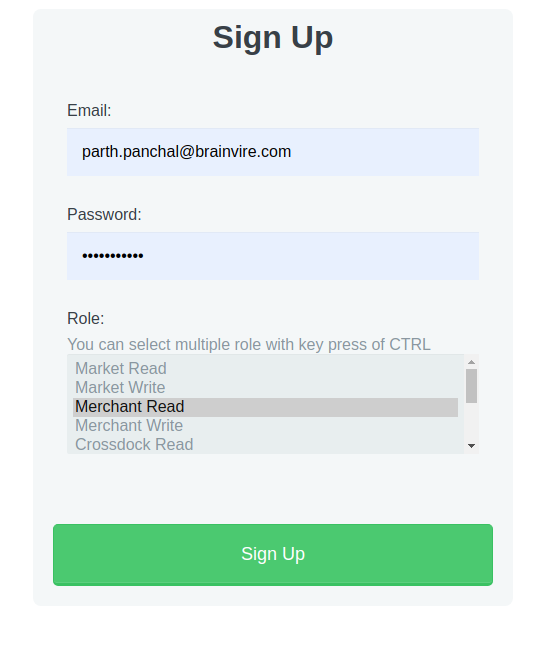 Sign Up
Email:
parth.panchal@brainvire.com
Password:
•••••••••••
Role:
You can select multiple role with key press of CTRL
Market Read
Market Write
Merchant Read
Merchant Write
Crossdock Read
Sign Up